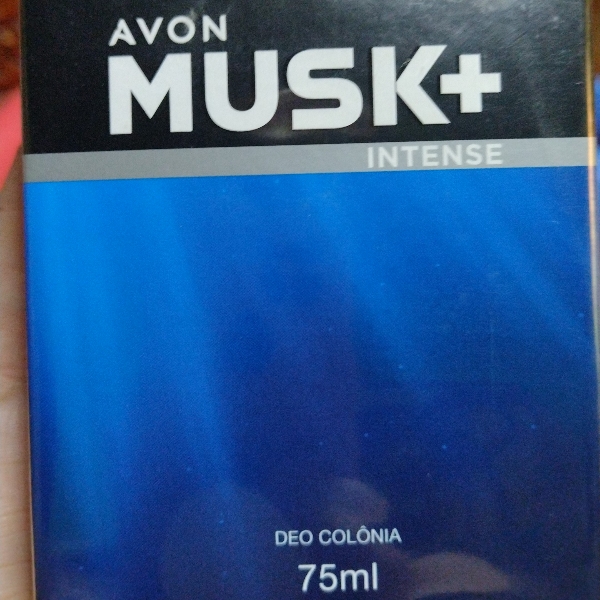 AVON
MUSK+
INTENSE
DEO COLÔNIA
75ml